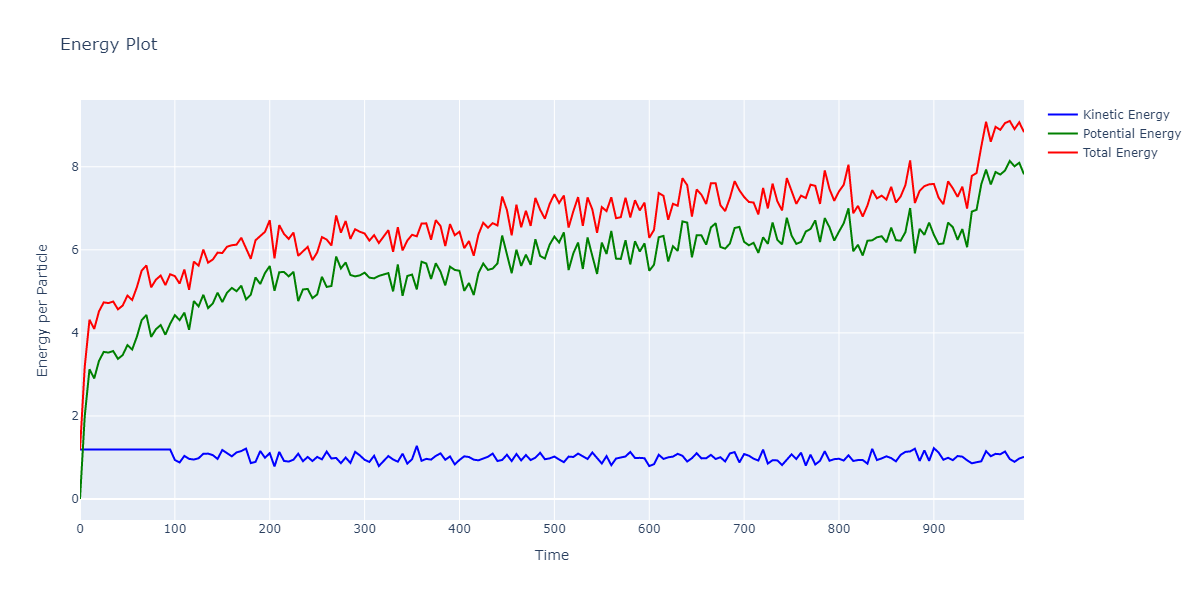 Energy Plot
Kinetic Energy
Potential Energy
Total Energy
Energy per Particle
8
6
4
2
0
0 100 200 300 400 500 600 700 800 900
Time